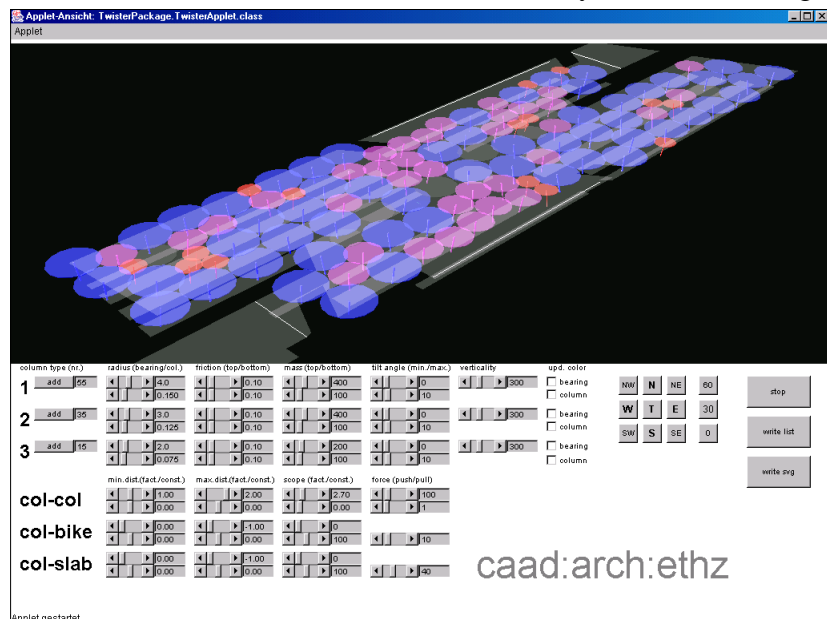 Applet-Ansicht: TwisterPackage.TwisterApplet.class
Applet
column type (nr.) radius (bearing/col.) friction (top/bottom) mass (top/bottom) tilt angle (min./max.) verticality upd. color
1 add 55 4.0 0.10 400 0 300 bearing
0.150 0.10 100 10 column
2 add 35 3.0 0.10 400 0 300 bearing
0.125 0.10 100 10 column
3 add 15 2.0 0.10 200 0 300 bearing
0.075 0.10 100 10 column
NW N NE 60
W T E 30
SW S SE 0
stop
write list
write svg
min.dist.(fact./const.) max.dist.(fact./const.) scope (fact./const.) force (push/pull)
col-col 1.00 2.00 2.70 100
0.00 0.00 0.00 1
col-bike 0.00 -1.00 0
0.00 0.00 100 10
col-slab 0.00 -1.00 0
0.00 0.00 100 40
caad:arch:ethz
Applet gestartet